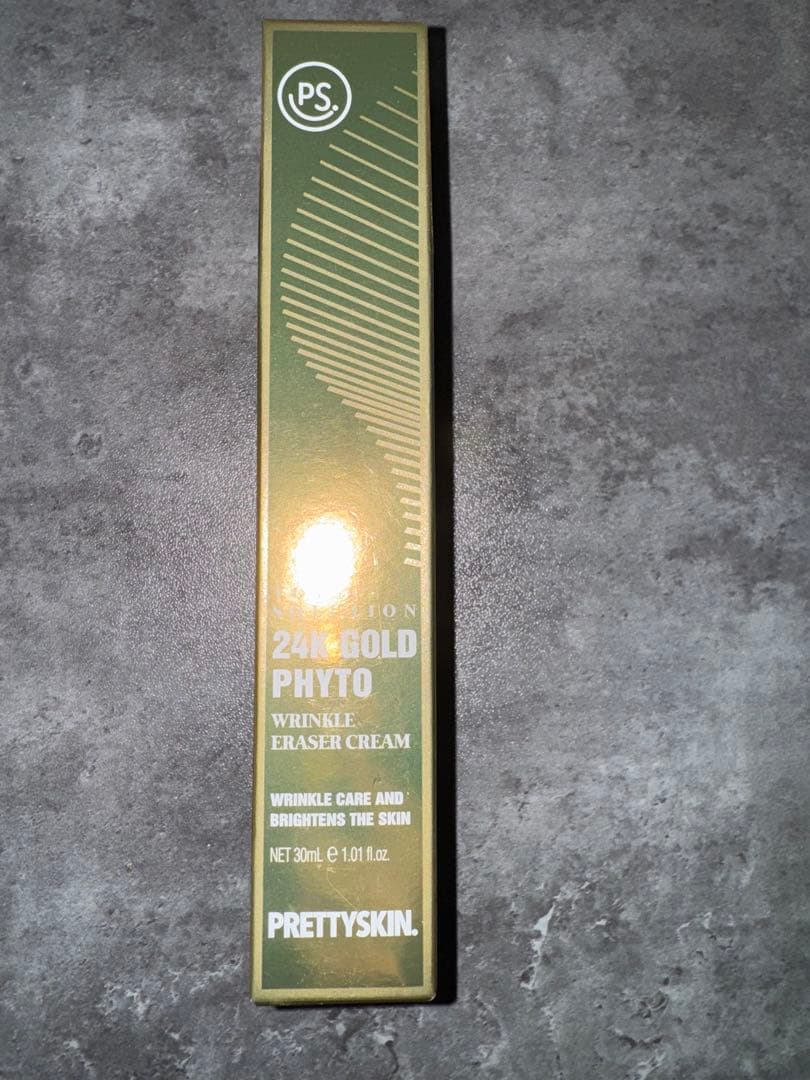 PS.
24K GOLD
PHYTO
WRINKLE
ERASER CREAM
WRINKLE CARE AND
BRIGHTENS THE SKIN
NET 30mL ℮ 1.01 fl.oz.
PRETTYSKIN.